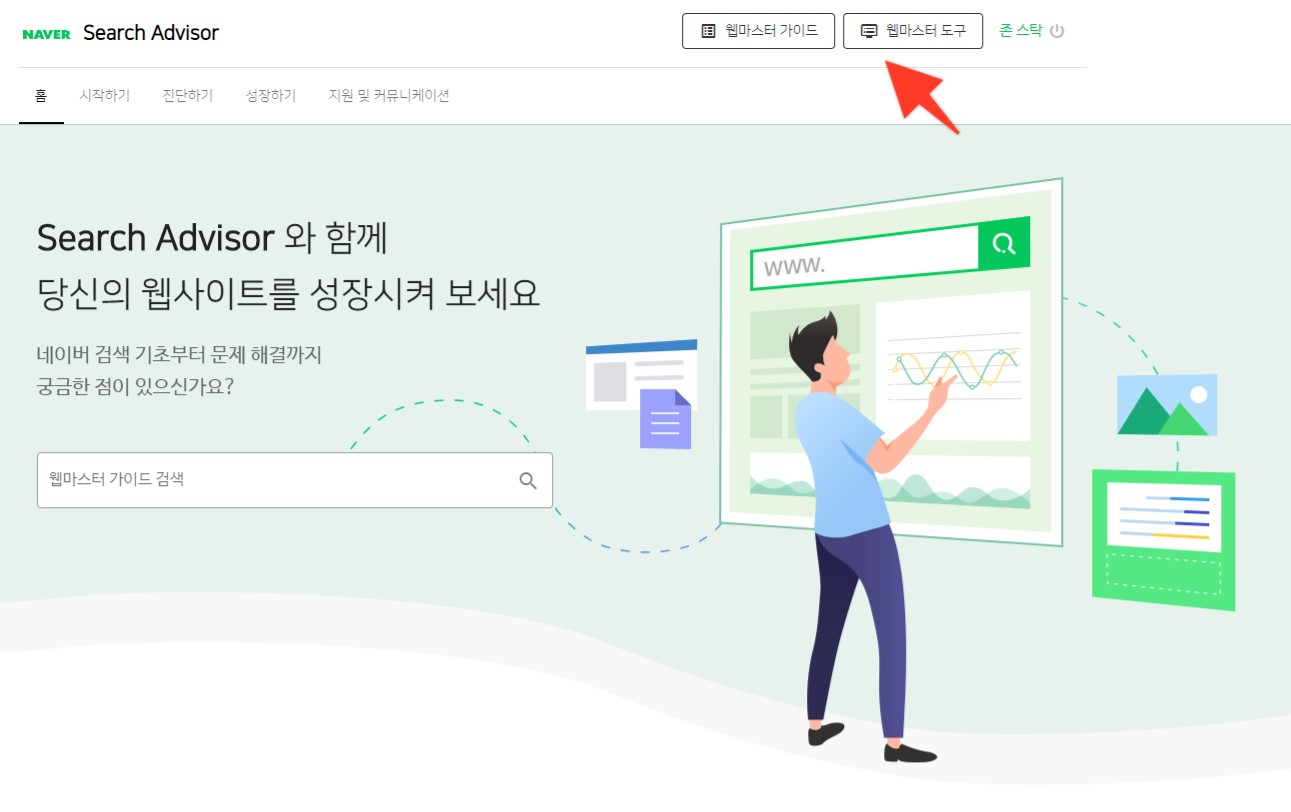 NAVER Search Advisor
웹마스터 가이드
웹마스터 도구
존 스탁
홈
시작하기
진단하기
성장하기
지원 및 커뮤니케이션
Search Advisor 와 함께
당신의 웹사이트를 성장시켜 보세요
네이버 검색 기초부터 문제 해결까지
궁금한 점이 있으신가요?
웹마스터 가이드 검색
www.